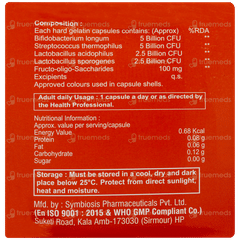 Composition :
Each hard gelatin capsules contains: (Approx) %RDA
Bifidobacterium longum 5 Billion CFU **
Streptococcus thermophilus 5 Billion CFU **
Lactobacillus acidophilus 2.5 Billion CFU **
Lactobacillus sporogenes 2.5 Billion CFU **
Fructo-oligo-Saccharides 100 mg **
Excipients q.s.
Approved colours used in capsule shells.
Adult daily Usage : 1 capsule a day or as directed by
the Health Professional.
Nutritional Information :
Approx. value per serving/capsule
Energy Value. 0.68 Kcal
Protein 0.08 g
Fat 0.06 g
Carbohydrate 0.12 g
Sugar 0.00 g
Storage : Must be stored in a cool, dry and dark
place below 25°C. Protect from direct sunlight,
heat and moisture.
Mfd. by : Symbiosis Pharmaceuticals Pvt. Ltd.
(En ISO 9001 : 2015 & WHO GMP Compliant Co.)
Suketi Road, Kala Amb-173030 (Sirmour) HP
truemeds